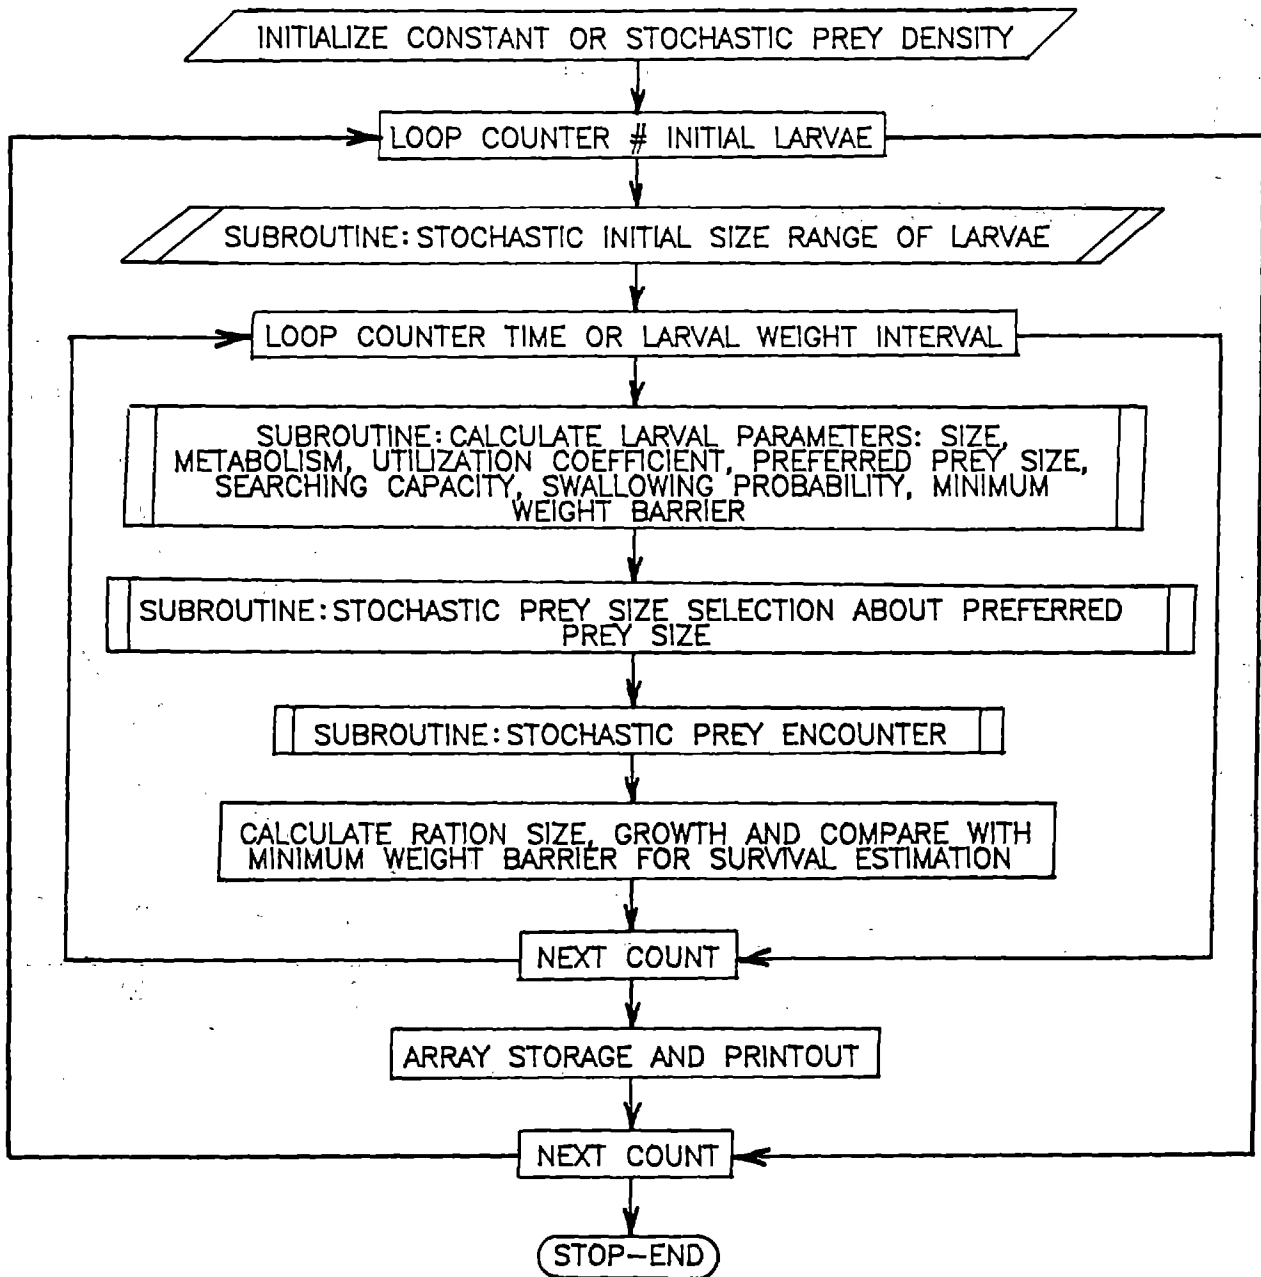 INITIALIZE CONSTANT OR STOCHASTIC PREY DENSITY
LOOP COUNTER # INITIAL LARVAE
SUBROUTINE: STOCHASTIC INITIAL SIZE RANGE OF LARVAE
LOOP COUNTER TIME OR LARVAL WEIGHT INTERVAL
SUBROUTINE: CALCULATE LARVAL PARAMETERS: SIZE,
METABOLISM, UTILIZATION COEFFICIENT, PREFERRED PREY SIZE,
SEARCHING CAPACITY, SWALLOWING PROBABILITY, MINIMUM
WEIGHT BARRIER
SUBROUTINE: STOCHASTIC PREY SIZE SELECTION ABOUT PREFERRED
PREY SIZE
SUBROUTINE: STOCHASTIC PREY ENCOUNTER
CALCULATE RATION SIZE, GROWTH AND COMPARE WITH
MINIMUM WEIGHT BARRIER FOR SURVIVAL ESTIMATION
NEXT COUNT
ARRAY STORAGE AND PRINTOUT
NEXT COUNT
STOP-END